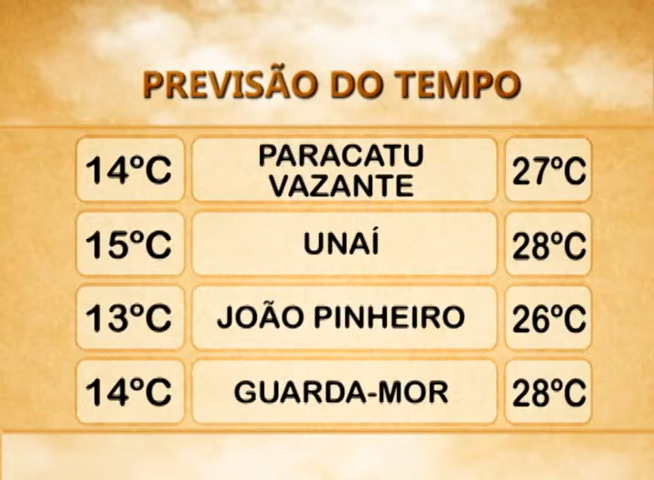 PREVISÃO DO TEMPO
14ºC PARACATU VAZANTE 27ºC
15ºC UNAÍ 28ºC
13ºC JOÃO PINHEIRO 26ºC
14ºC GUARDA-MOR 28ºC